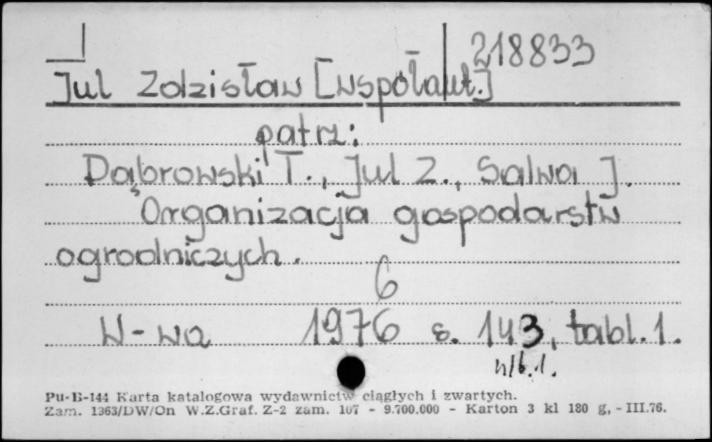 218833
Jul Zdzisław [współaut.]
patrz:
Dąbrowski T., Jul Z., Salwa J.
Organizacja gospodarstw
ogrodniczych.
6
W-wa 1976 s. 143, tabl. 1.
nlb. 1.
Pu-B-144 Karta katalogowa wydawnictw ciągłych i zwartych.
Zam. 1363/DW/On W.Z.Graf. Z-2 zam. 107 - 9.700.000 - Karton 3 kl 180 g, - III.76.